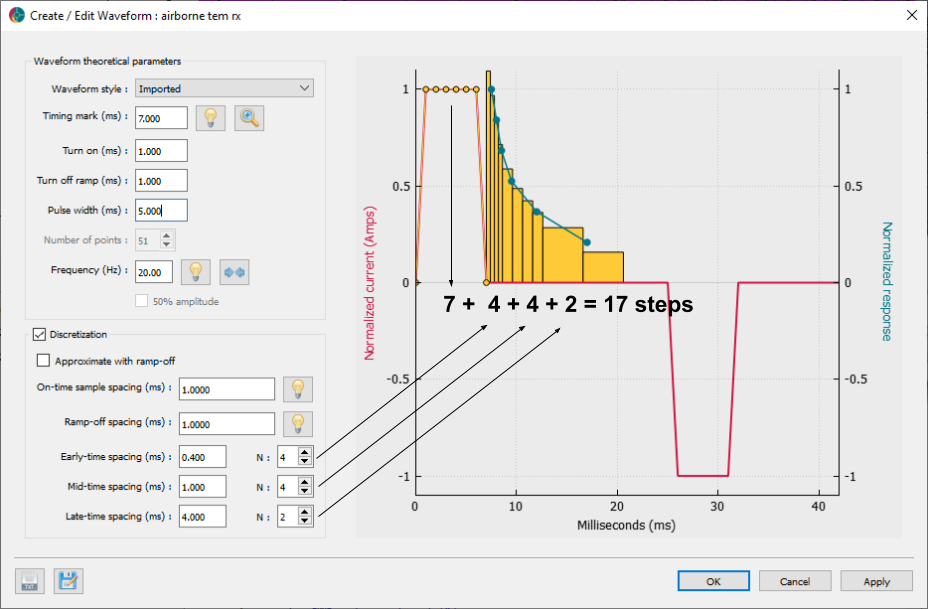 Create / Edit Waveform : airborne tem rx
Waveform theoretical parameters
Waveform style : Imported
Timing mark (ms) : 7.000
Turn on (ms) : 1.000
Turn off ramp (ms) : 1.000
Pulse width (ms) : 5.000
Number of points : 51
Frequency (Hz) : 20.00
50% amplitude
Discretization
Approximate with ramp-off
On-time sample spacing (ms) : 1.0000
Ramp-off spacing (ms) : 1.0000
Early-time spacing (ms) : 0.400 N : 4
Mid-time spacing (ms) : 1.000 N : 4
Late-time spacing (ms) : 4.000 N : 2
Normalized current (Amps)
1
0.5
0
-0.5
-1
7 + 4 + 4 + 2 = 17 steps
1
0.5
0
-0.5
-1
Normalized response
0 10 20 30 40
Milliseconds (ms)
TXT
OK Cancel Apply